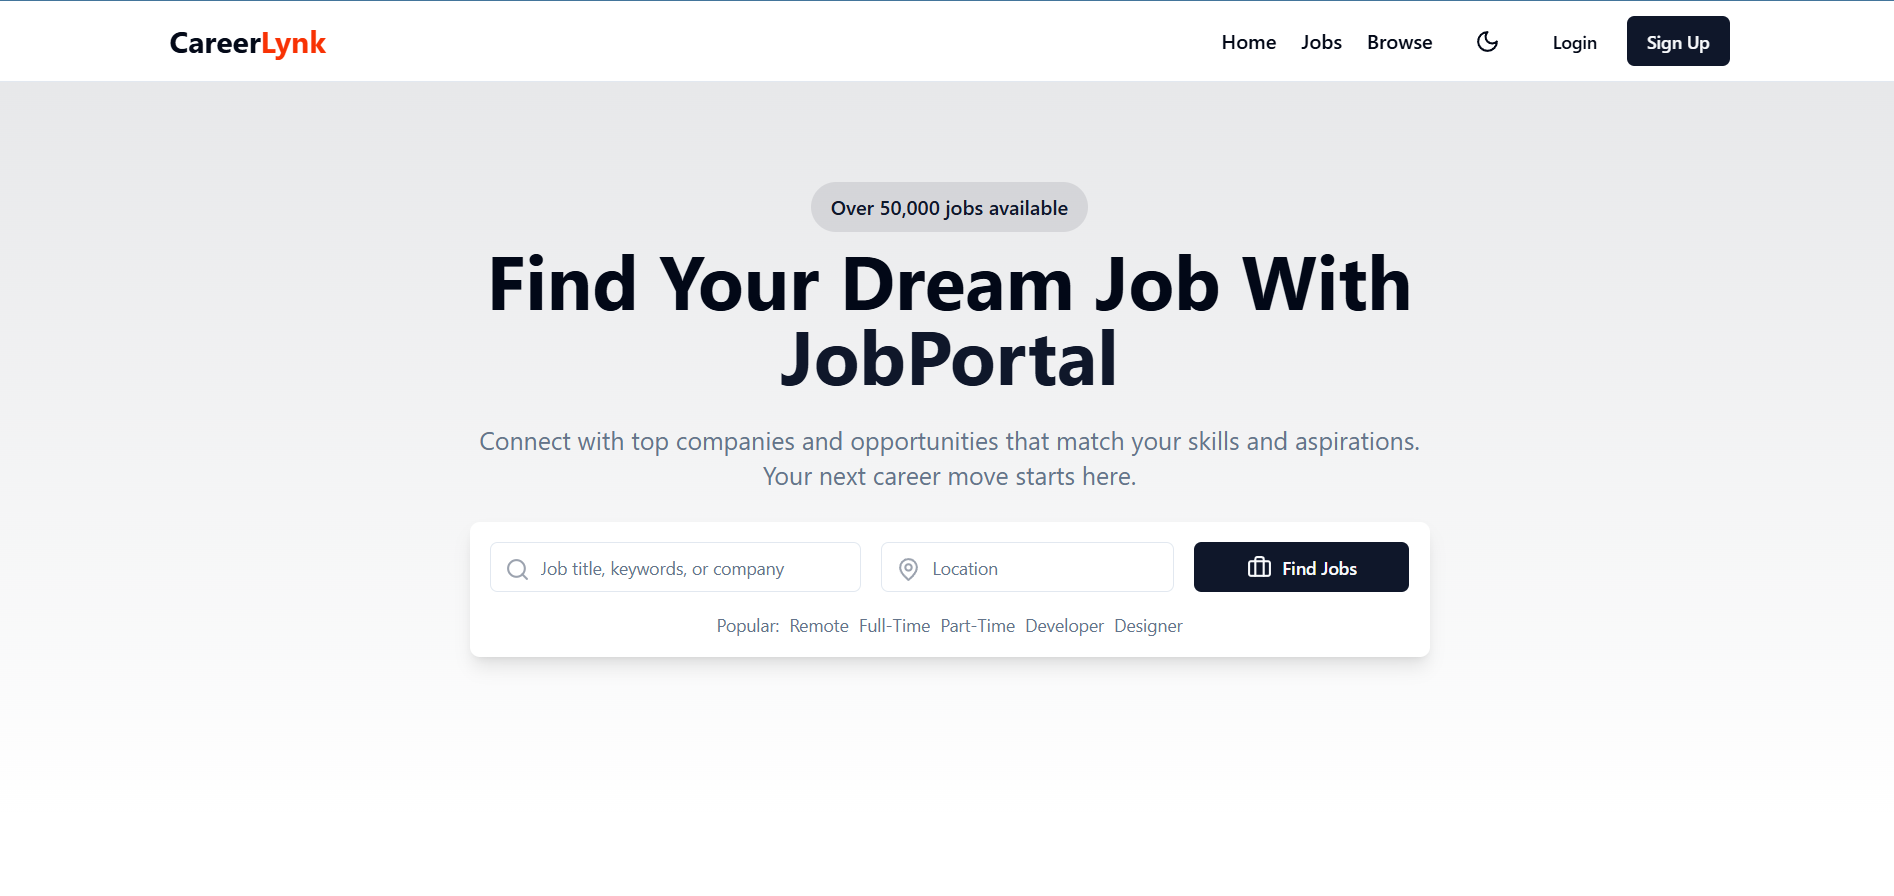 CareerLynk
Home Jobs Browse Login Sign Up
Over 50,000 jobs available
Find Your Dream Job With
JobPortal
Connect with top companies and opportunities that match your skills and aspirations.
Your next career move starts here.
Job title, keywords, or company Location Find Jobs
Popular: Remote Full-Time Part-Time Developer Designer